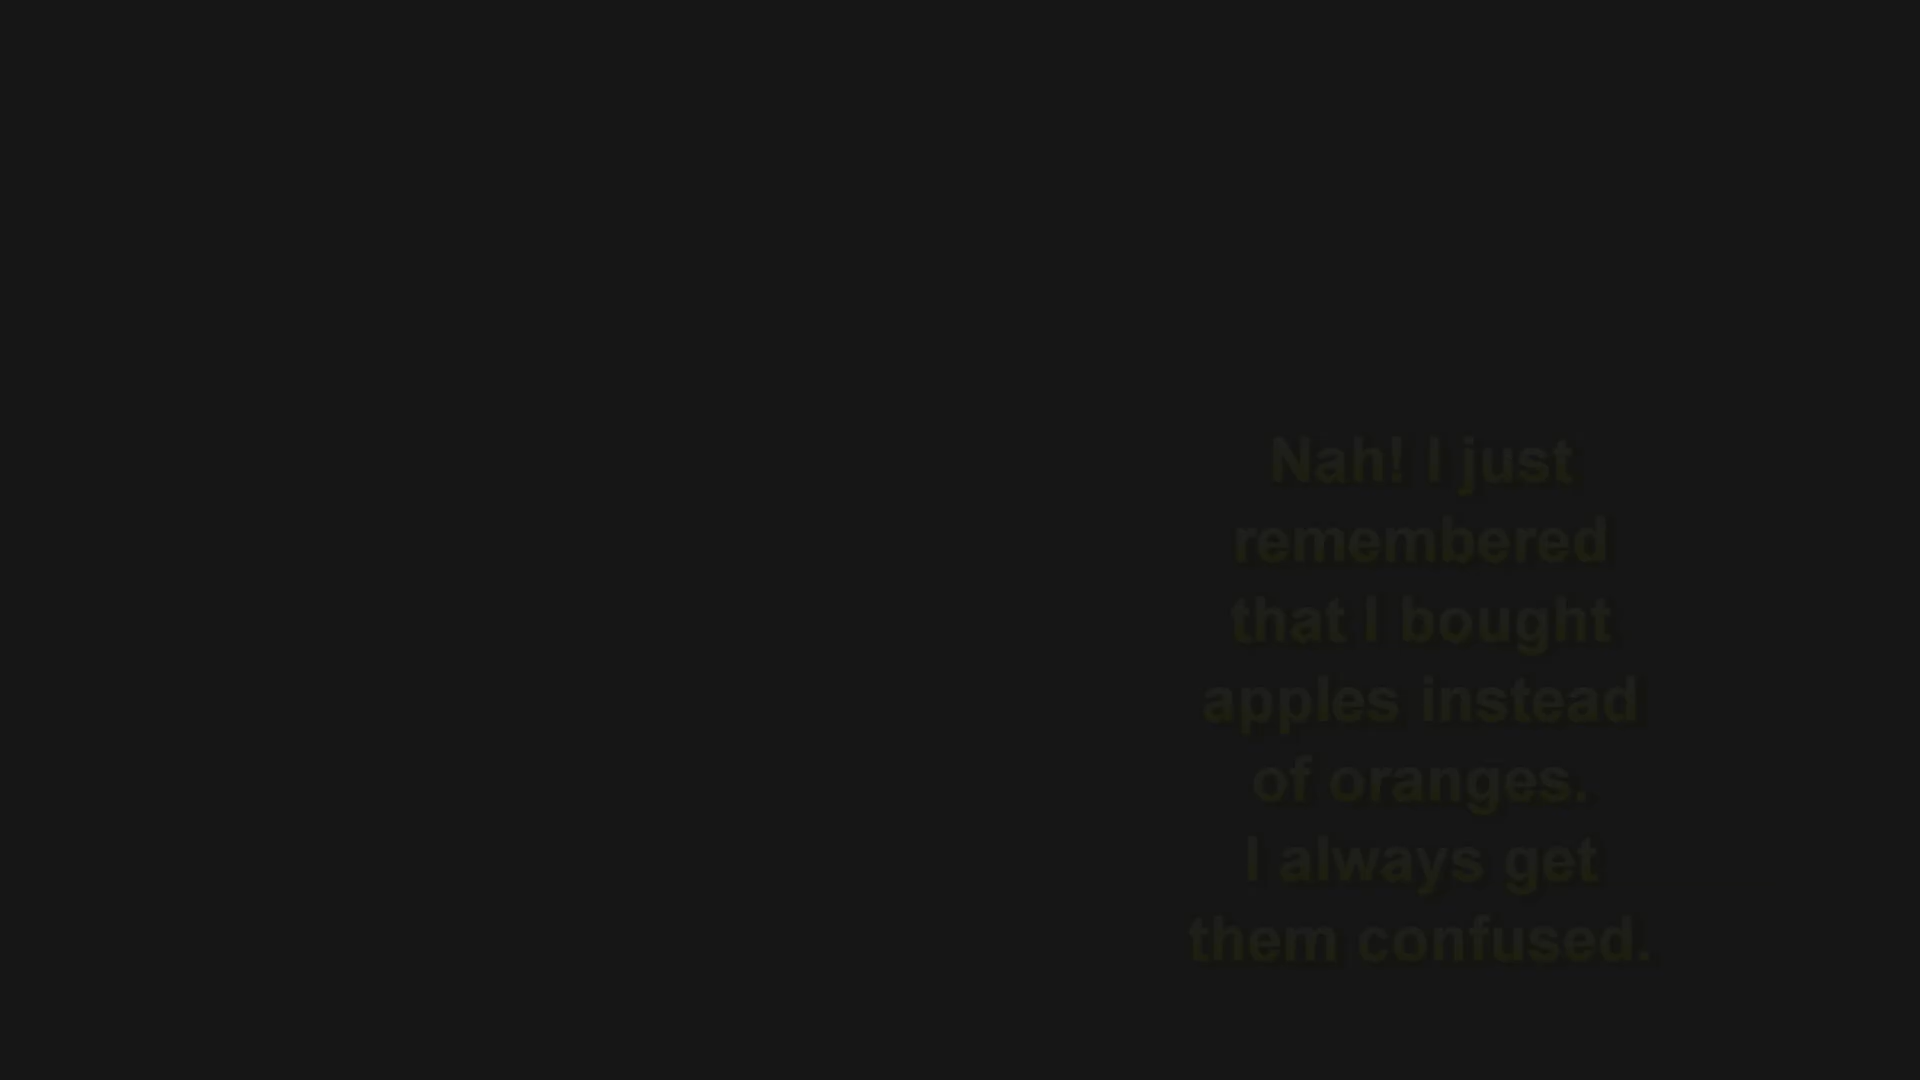 Nah! I just
remembered
that I bought
apples instead
of oranges.
I always get
them confused.